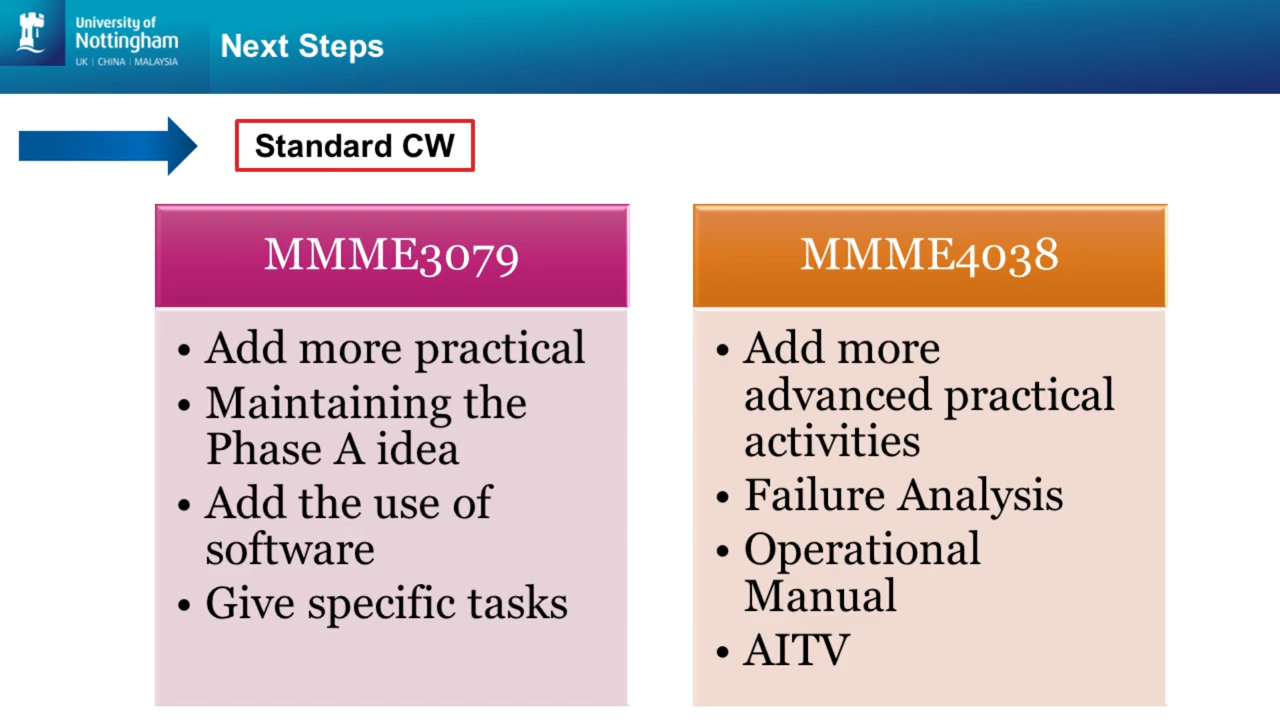 University of
Nottingham
UK | CHINA | MALAYSIA
Next Steps
Standard CW
MMME3079
• Add more practical
• Maintaining the
Phase A idea
• Add the use of
software
• Give specific tasks
MMME4038
• Add more
advanced practical
activities
• Failure Analysis
• Operational
Manual
• AITV